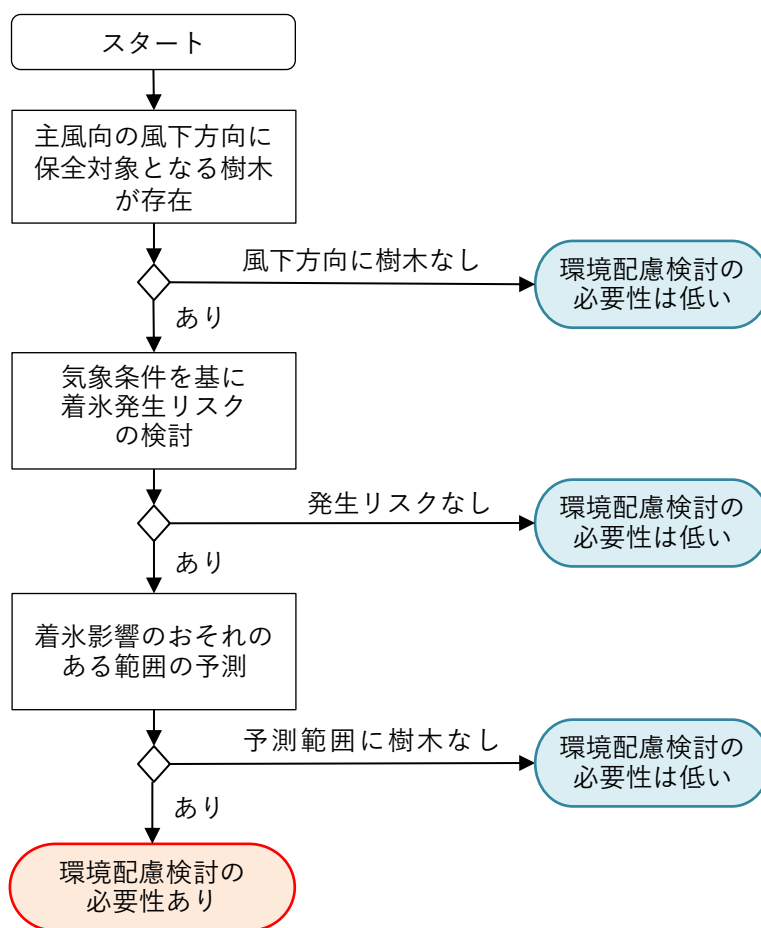 スタート
主風向の風下方向に
保全対象となる樹木
が存在
風下方向に樹木なし
環境配慮検討の
必要性は低い
あり
気象条件を基に
着氷発生リスク
の検討
発生リスクなし
環境配慮検討の
必要性は低い
あり
着氷影響のおそれの
ある範囲の予測
予測範囲に樹木なし
環境配慮検討の
必要性は低い
あり
環境配慮検討の
必要性あり